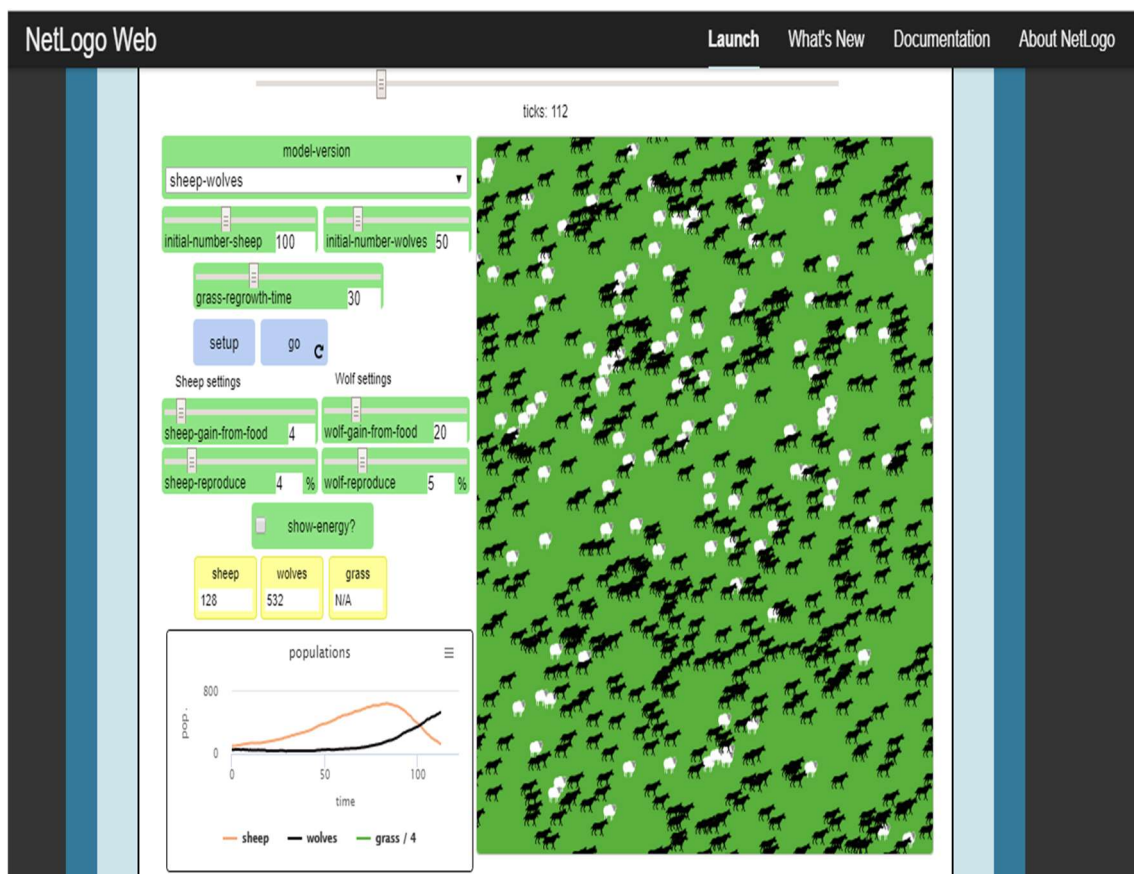 NetLogo Web Launch What's New Documentation About NetLogo
ticks: 112
model-version
sheep-wolves
initial-number-sheep 100 initial-number-wolves 50
grass-regrowth-time 30
setup go
Sheep settings Wolf settings
sheep-gain-from-food 4 wolf-gain-from-food 20
sheep-reproduce 4 % wolf-reproduce 5 %
show-energy?
sheep wolves grass
128 532 N/A
populations
800
pop.
0
0 50 100
time
sheep wolves grass / 4